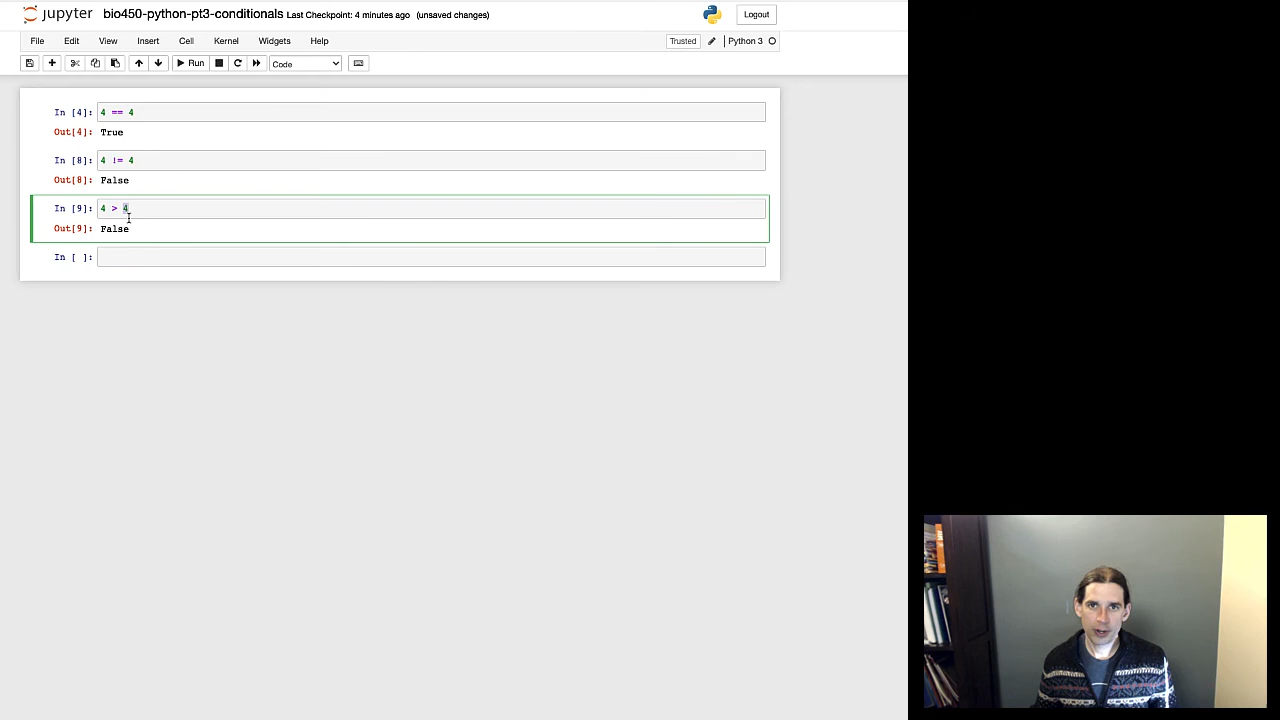 jupyter bio450-python-pt3-conditionals Last Checkpoint: 4 minutes ago (unsaved changes) Logout
File Edit View Insert Cell Kernel Widgets Help Trusted Python 3
Run Code
In [4]: 4 == 4
Out[4]: True
In [8]: 4 != 4
Out[8]: False
In [9]: 4 > 4
Out[9]: False
In [ ]: